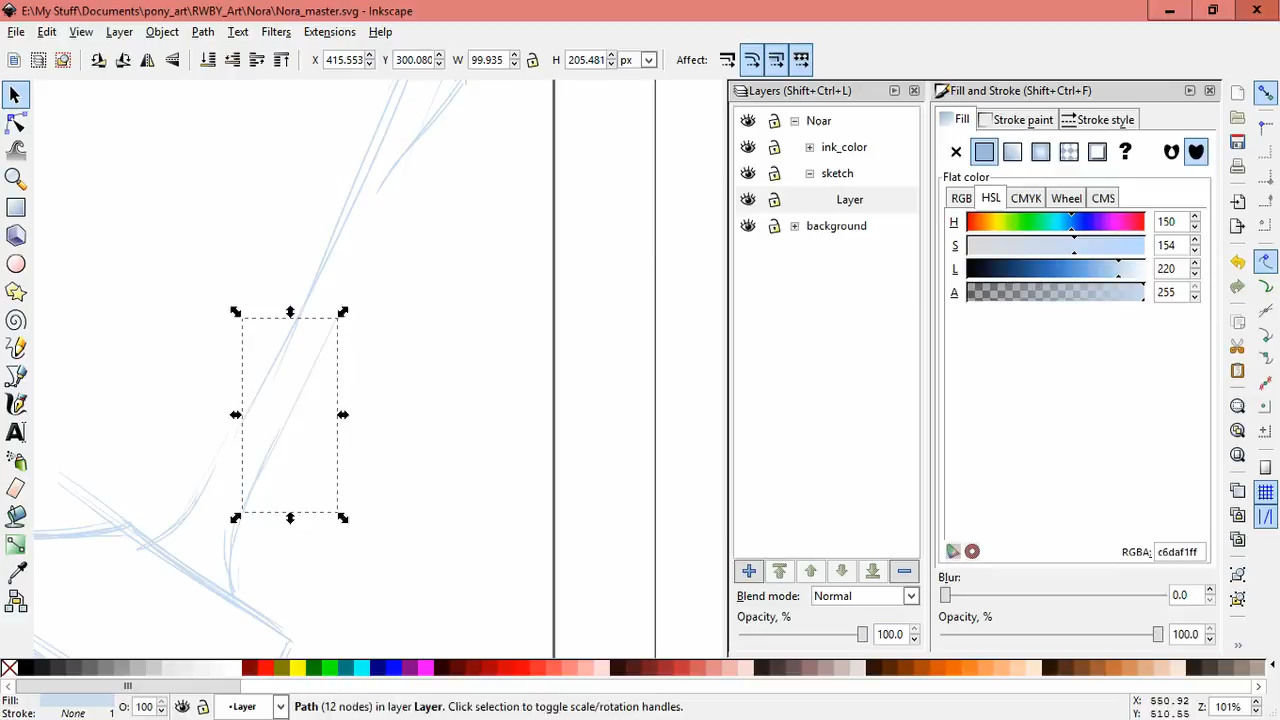 E:\My Stuff\Documents\pony_art\RWBY_Art\Nora\Nora_master.svg - Inkscape
File Edit View Layer Object Path Text Filters Extensions Help
X 415.553 Y 300.080 W 99.935 H 205.481 px Affect:
Layers (Shift+Ctrl+L)
Noar
ink_color
sketch
Layer
background
Blend mode: Normal
Opacity, %
100.0
Fill and Stroke (Shift+Ctrl+F)
Fill Stroke paint Stroke style
?
Flat color
RGB HSL CMYK Wheel CMS
H 150
S 154
L 220
A 255
RGBA: c6daf1ff
Blur:
0.0
Opacity, %
100.0
Fill:
Stroke: None 1
O: 100
•Layer
Path (12 nodes) in layer Layer. Click selection to toggle scale/rotation handles.
X: 550.92
Y: 510.55
Z: 101%